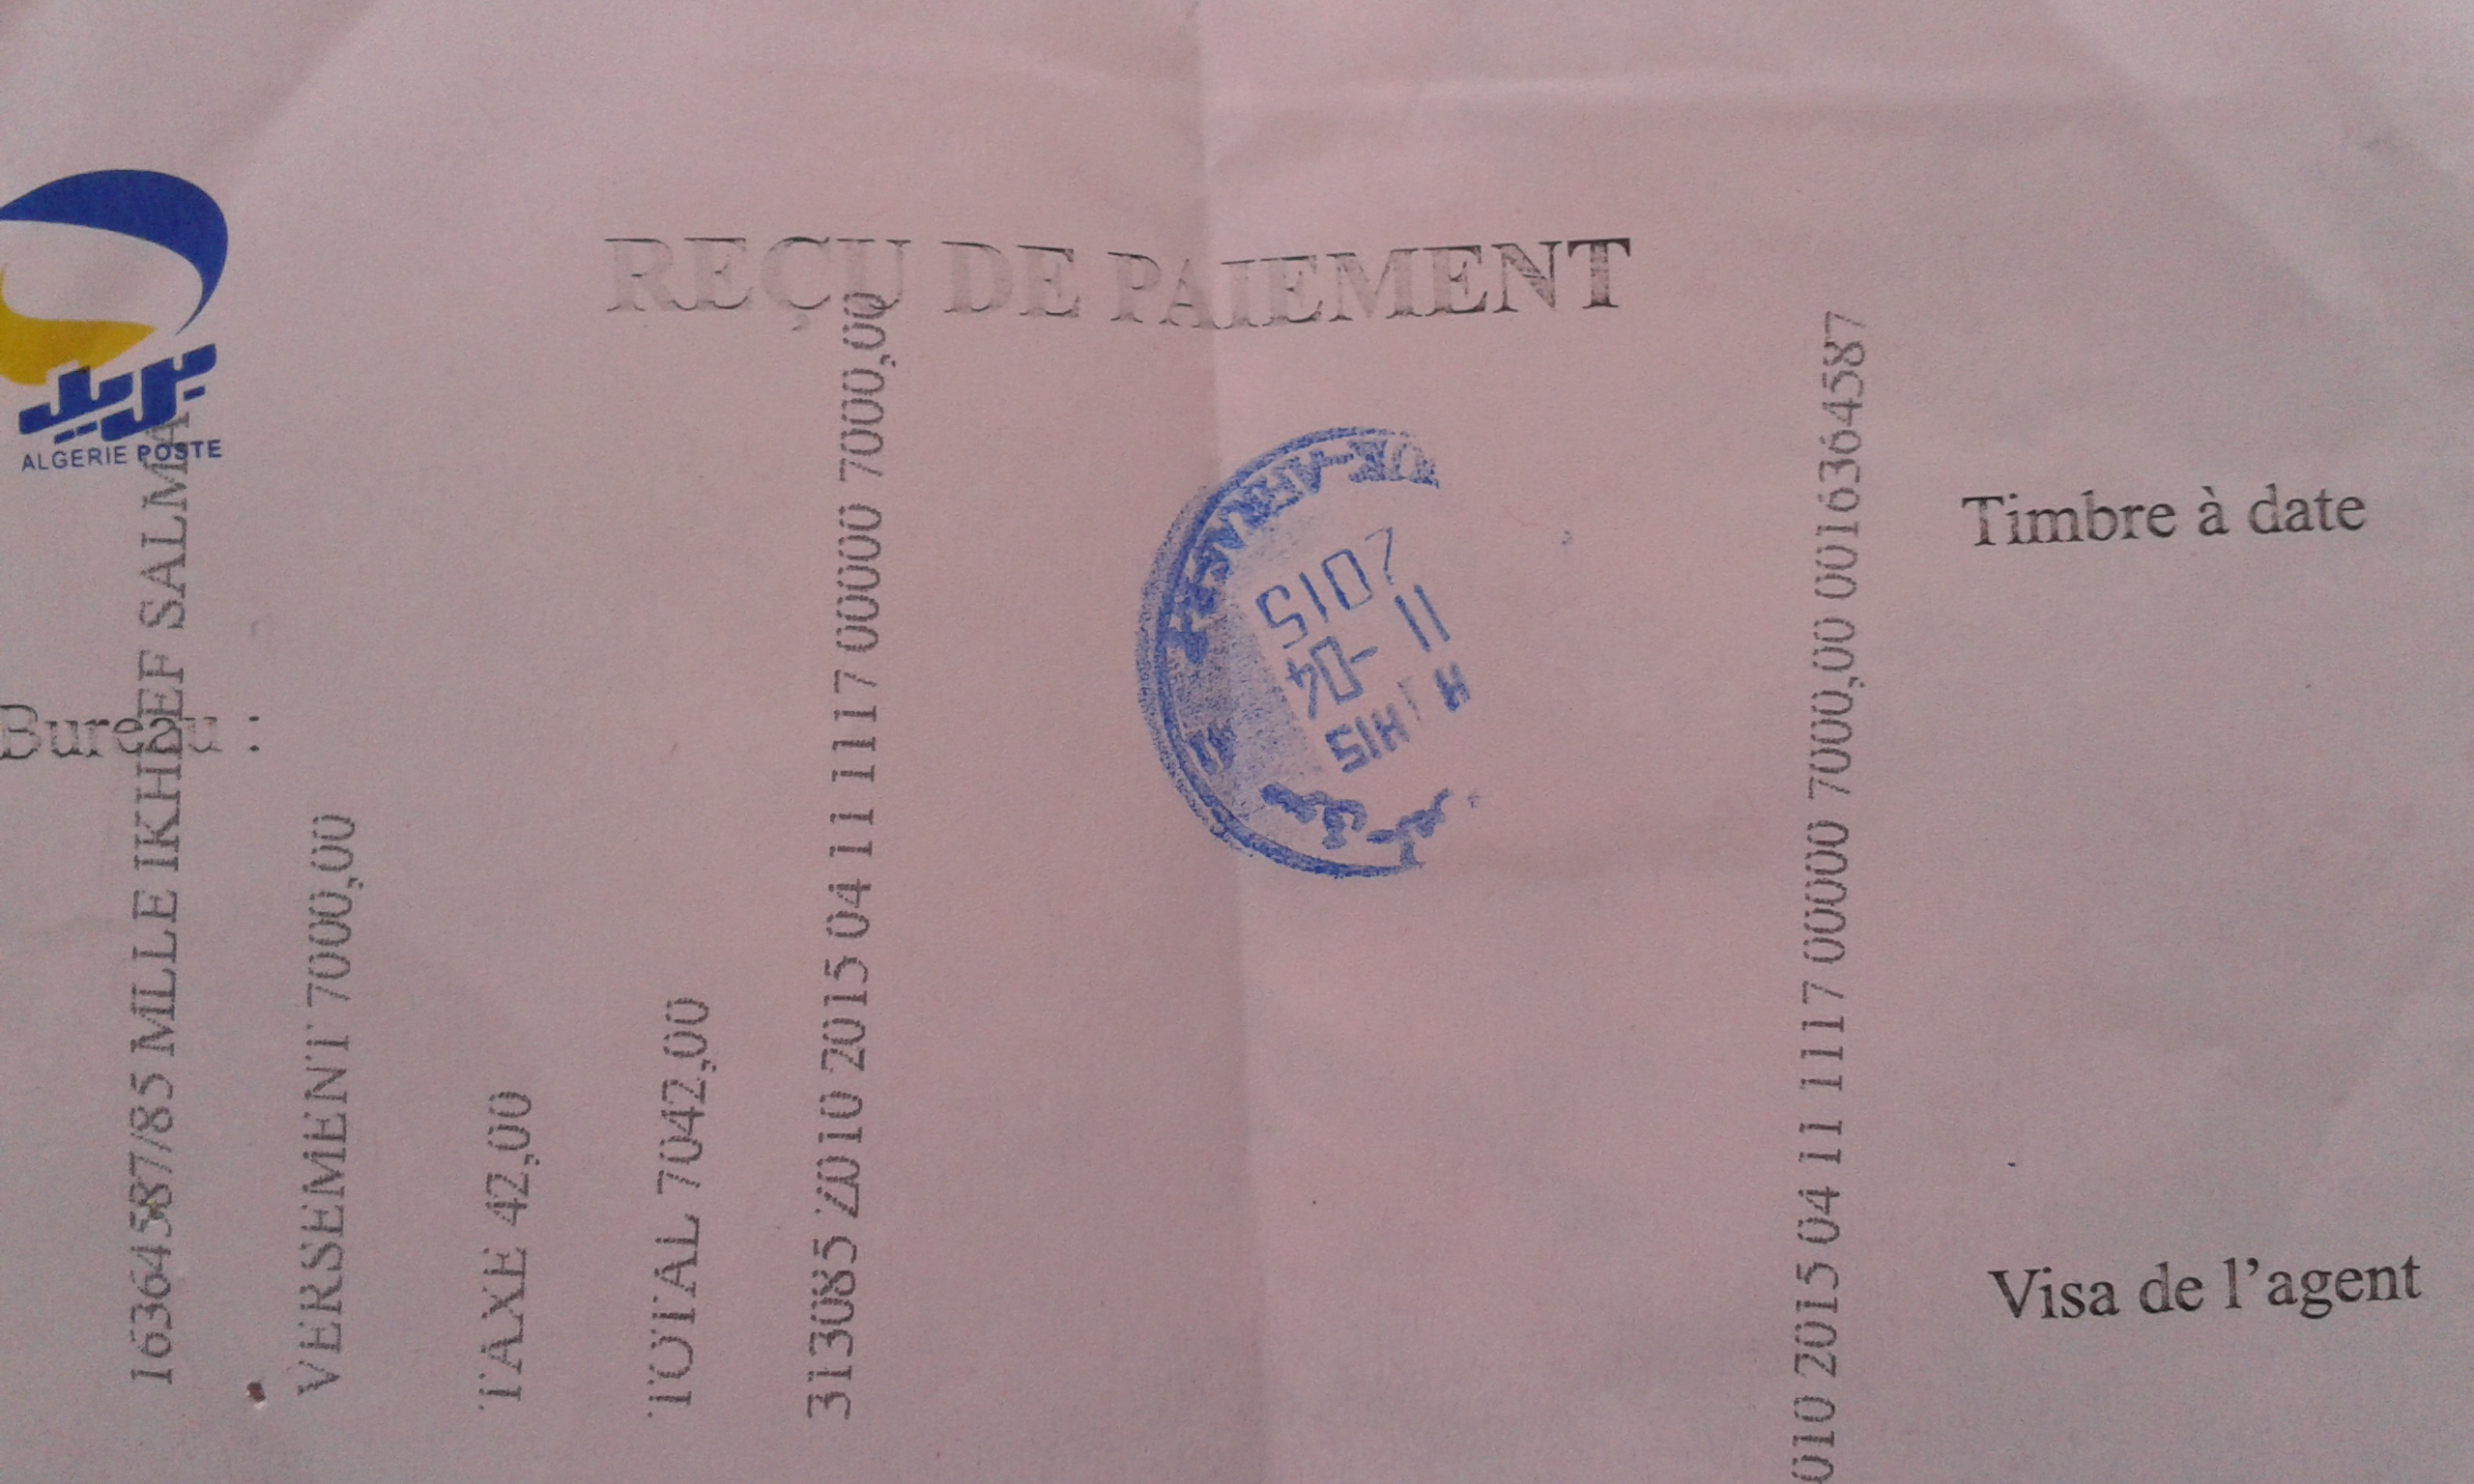 REÇU DE PAIEMENT
بريد
ALGERIE POSTE
Bureau :
16364587/85 MLLE IKHLEF SALMA
VERSEMENT 7000,00
TAXE 42,00
TOTAL 7042,00
313085 2010 2015 04 11 1117 00000 7000,00
2015
11 -04
010 2015 04 11 1117 00000 7000,00 0016364587
Timbre à date
Visa de l’agent